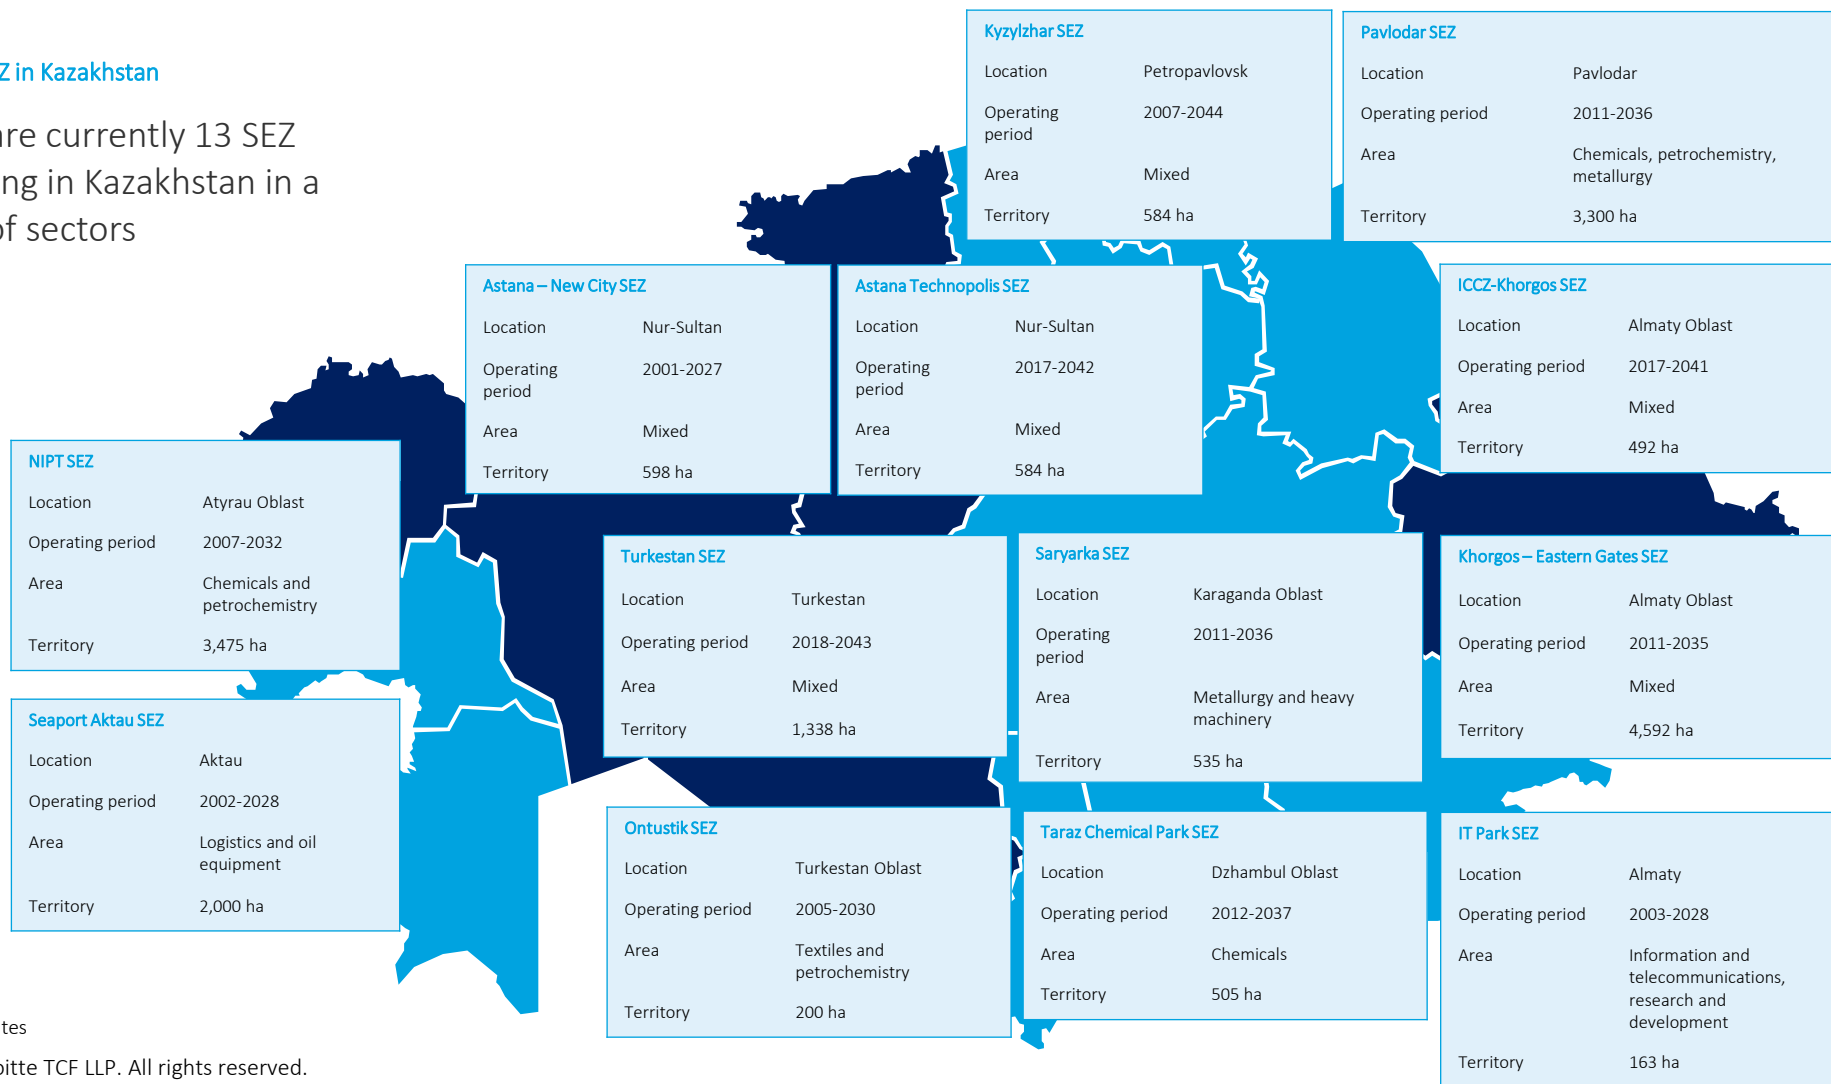 Z in Kazakhstan
are currently 13 SEZ
ng in Kazakhstan in a
of sectors
Kyzylzhar SEZ
Location Petropavlovsk
Operating period 2007-2044
Area Mixed
Territory 584 ha
Pavlodar SEZ
Location Pavlodar
Operating period 2011-2036
Area Chemicals, petrochemistry,
metallurgy
Territory 3,300 ha
Astana – New City SEZ
Location Nur-Sultan
Operating period 2001-2027
Area Mixed
Territory 598 ha
Astana Technopolis SEZ
Location Nur-Sultan
Operating period 2017-2042
Area Mixed
Territory 584 ha
ICCZ-Khorgos SEZ
Location Almaty Oblast
Operating period 2017-2041
Area Mixed
Territory 492 ha
NIPT SEZ
Location Atyrau Oblast
Operating period 2007-2032
Area Chemicals and
petrochemistry
Territory 3,475 ha
Turkestan SEZ
Location Turkestan
Operating period 2018-2043
Area Mixed
Territory 1,338 ha
Saryarka SEZ
Location Karaganda Oblast
Operating period 2011-2036
Area Metallurgy and heavy
machinery
Territory 535 ha
Khorgos – Eastern Gates SEZ
Location Almaty Oblast
Operating period 2011-2035
Area Mixed
Territory 4,592 ha
Seaport Aktau SEZ
Location Aktau
Operating period 2002-2028
Area Logistics and oil
equipment
Territory 2,000 ha
Ontustik SEZ
Location Turkestan Oblast
Operating period 2005-2030
Area Textiles and
petrochemistry
Territory 200 ha
Taraz Chemical Park SEZ
Location Dzhambul Oblast
Operating period 2012-2037
Area Chemicals
Territory 505 ha
IT Park SEZ
Location Almaty
Operating period 2003-2028
Area Information and
telecommunications,
research and
development
Territory 163 ha
tes
oitte TCF LLP. All rights reserved.